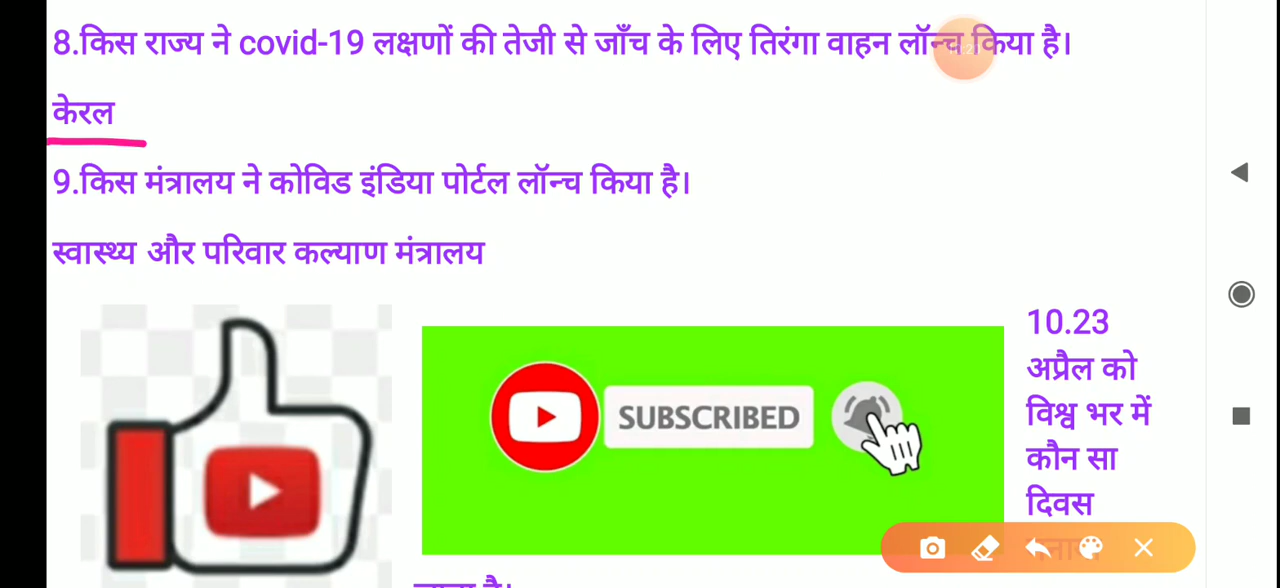 8.किस राज्य ने covid-19 लक्षणों की तेजी से जाँच के लिए तिरंगा वाहन लॉन्च किया है।
केरल
9.किस मंत्रालय ने कोविड इंडिया पोर्टल लॉन्च किया है।
स्वास्थ्य और परिवार कल्याण मंत्रालय
SUBSCRIBED
10.23
अप्रैल को
विश्व भर में
कौन सा
दिवस